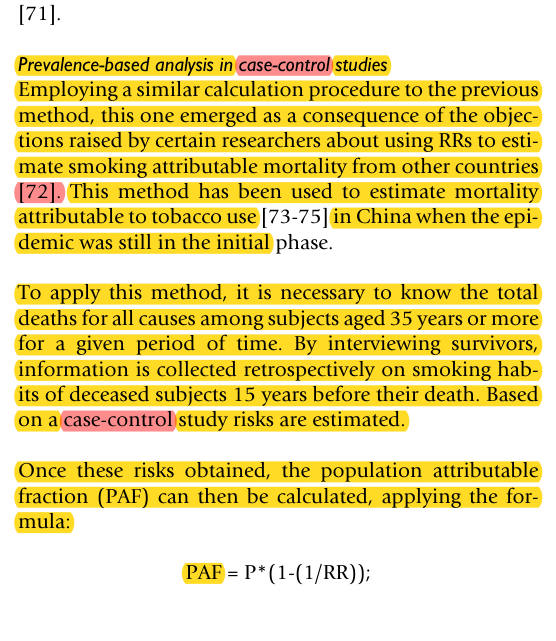 [71].
Prevalence-based analysis in case-control studies
Employing a similar calculation procedure to the previous
method, this one emerged as a consequence of the objec-
tions raised by certain researchers about using RRs to esti-
mate smoking attributable mortality from other countries
[72]. This method has been used to estimate mortality
attributable to tobacco use [73-75] in China when the epi-
demic was still in the initial phase.
To apply this method, it is necessary to know the total
deaths for all causes among subjects aged 35 years or more
for a given period of time. By interviewing survivors,
information is collected retrospectively on smoking hab-
its of deceased subjects 15 years before their death. Based
on a case-control study risks are estimated.
Once these risks obtained, the population attributable
fraction (PAF) can then be calculated, applying the for-
mula:
PAF = P*(1-(1/RR));